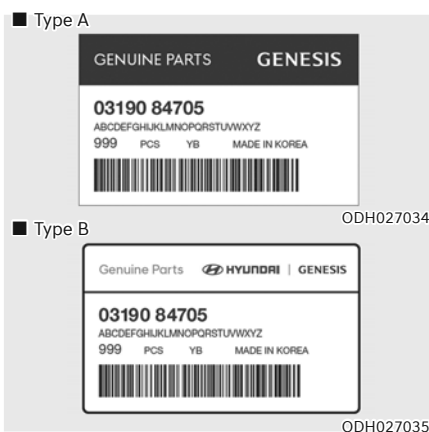 ■ Type A
GENUINE PARTS GENESIS
03190 84705
ABCDEFGHIJKLMNOPQRSTUVWXYZ
999 PCS YB MADE IN KOREA
ODH027034
■ Type B
Genuine Parts HYUNDAI | GENESIS
03190 84705
ABCDEFGHIJKLMNOPQRSTUVWXYZ
999 PCS YB MADE IN KOREA
ODH027035